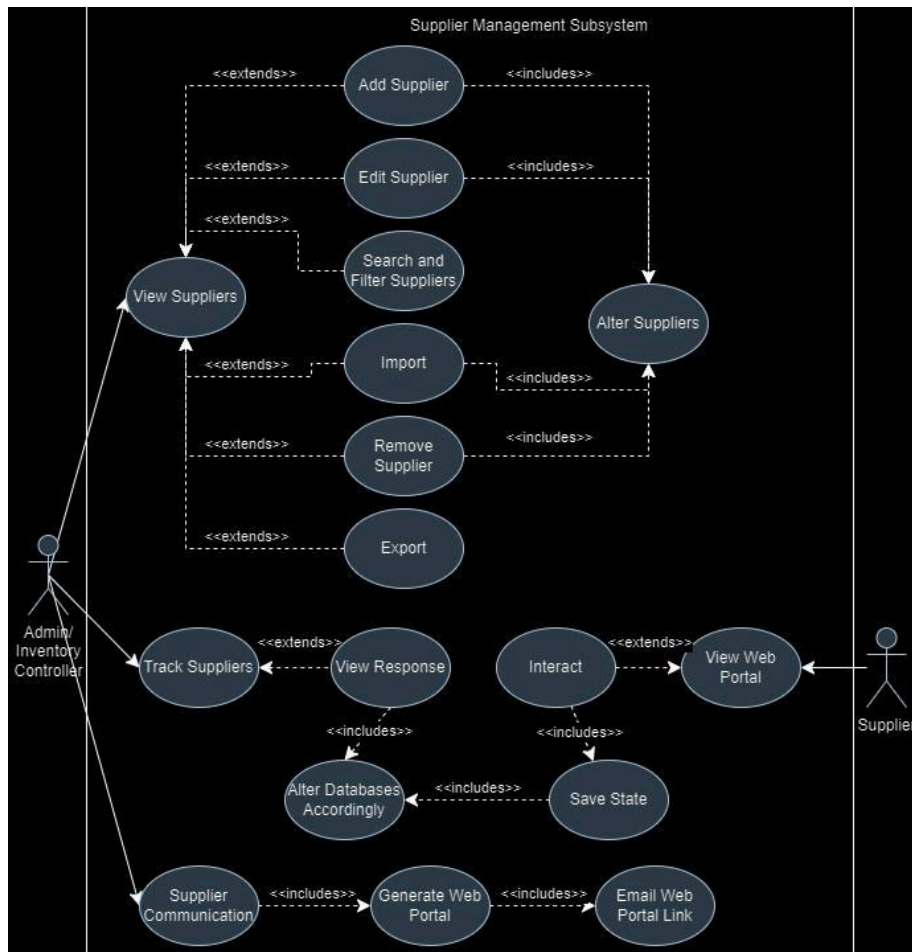 Supplier Management Subsystem
<<extends>>
Add Supplier
<<includes>>
<<extends>>
Edit Supplier
<<includes>>
<<extends>>
Search and
Filter Suppliers
View Suppliers
Alter Suppliers
<<extends>>
Import
<<includes>>
<<extends>>
Remove
Supplier
<<includes>>
<<extends>>
Export
Admin/
Inventory
Controller
Track Suppliers
<<extends>>
View Response
Interact
<<extends>>
View Web
Portal
Supplier
<<includes>>
<<includes>>
Alter Databases
Accordingly
<<includes>>
Save State
Supplier
Communication
<<includes>>
Generate Web
Portal
<<includes>>
Email Web
Portal Link